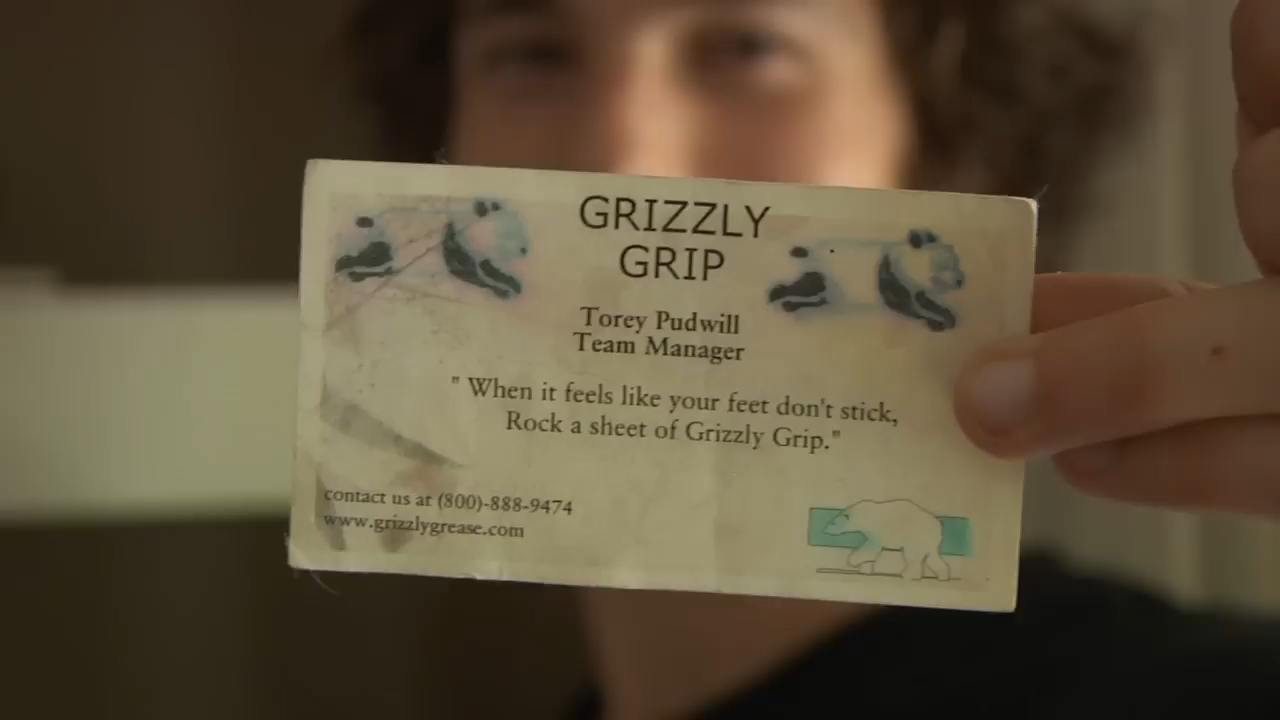 GRIZZLY
GRIP
Torey Pudwill
Team Manager
" When it feels like your feet don't stick,
Rock a sheet of Grizzly Grip."
contact us at (800)-888-9474
www.grizzlygrease.com